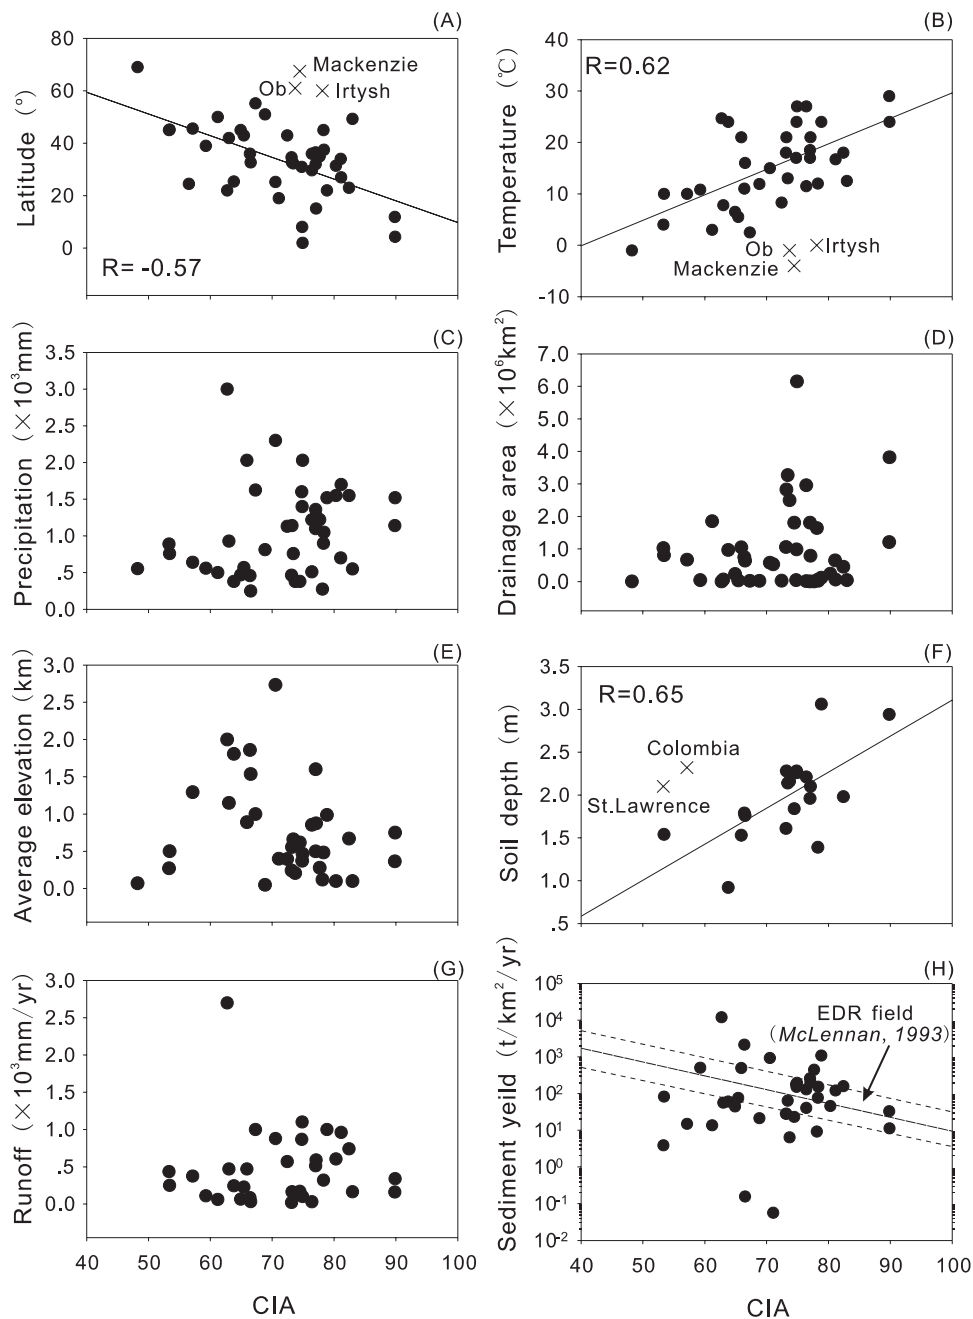 (A)
80
60
40
20
0
Latitude (°)
Mackenzie
Ob
Irtysh
R= -0.57
(B)
40
30
20
10
0
-10
Temperature (℃)
R=0.62
Ob
Irtysh
Mackenzie
(C)
3.5
3.0
2.5
2.0
1.5
1.0
.5
0.0
Precipitation (×10³mm)
(D)
7.0
6.0
5.0
4.0
3.0
2.0
1.0
0.0
Drainage area (×10⁶km²)
(E)
3.0
2.5
2.0
1.5
1.0
.5
0.0
Average elevation (km)
(F)
3.5
3.0
2.5
2.0
1.5
1.0
.5
Soil depth (m)
R=0.65
Colombia
St.Lawrence
(G)
3.0
2.5
2.0
1.5
1.0
.5
0.0
Runoff (×10³mm/yr)
40 50 60 70 80 90 100
CIA
(H)
10⁵
10⁴
10³
10²
10¹
10⁰
10⁻¹
10⁻²
Sediment yeild (t/km²/yr)
EDR field
(McLennan, 1993)
40 50 60 70 80 90 100
CIA